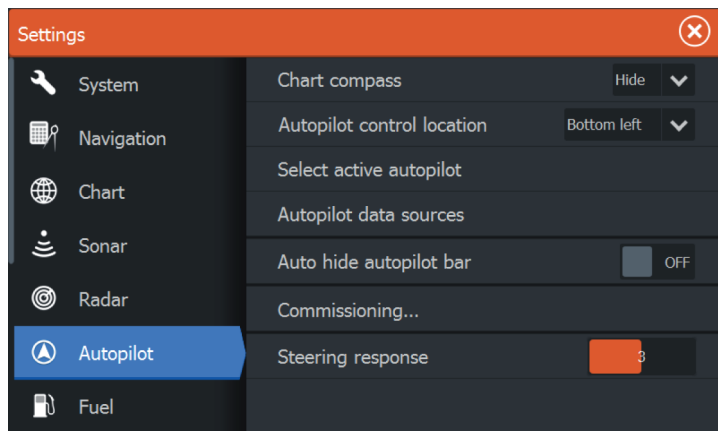 Settings
System
Navigation
Chart
Sonar
Radar
Autopilot
Fuel
Chart compass Hide
Autopilot control location Bottom left
Select active autopilot
Autopilot data sources
Auto hide autopilot bar OFF
Commissioning...
Steering response 3